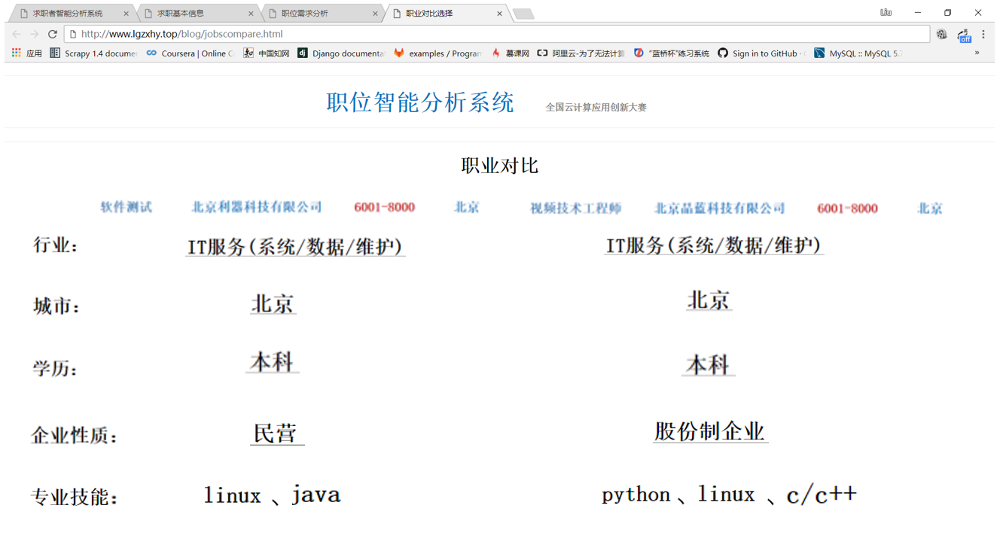 求职者智能分析系统 求职基本信息 职位需求分析 职业对比选择 Liu
http://www.lgzxhy.top/blog/jobscompare.html off
应用 Scrapy 1.4 docume Coursera | Online C 知 中国知网 dj Django documenta examples / Program 慕课网 阿里云-为了无法计算 "蓝桥杯"练习系统 Sign in to GitHub · MySQL :: MySQL 5.7 »
职位智能分析系统 全国云计算应用创新大赛
职业对比
软件测试 北京利器科技有限公司 6001-8000 北京 视频技术工程师 北京晶蓝科技有限公司 6001-8000 北京
行业: IT服务(系统/数据/维护) IT服务(系统/数据/维护)
城市: 北京 北京
学历: 本科 本科
企业性质: 民营 股份制企业
专业技能: linux 、java python 、linux 、c/c++